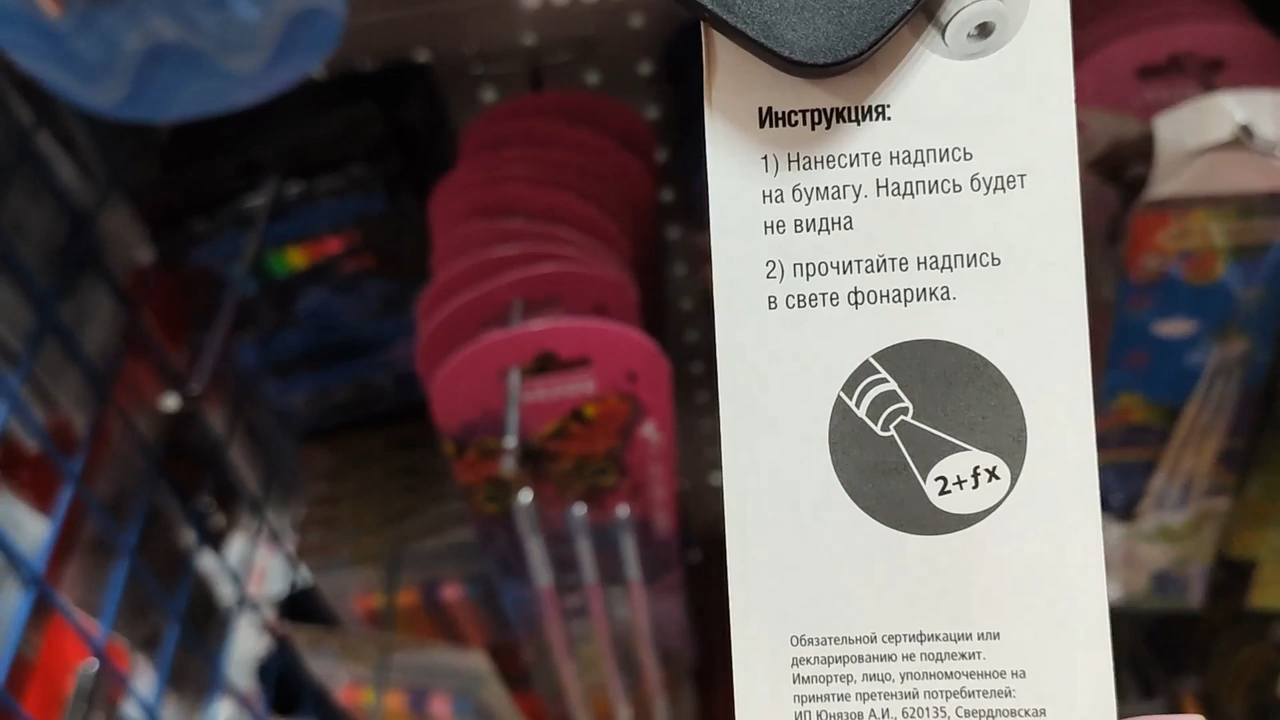 Инструкция:
1) Нанесите надпись
на бумагу. Надпись будет
не видна
2) прочитайте надпись
в свете фонарика.
2+ƒx
Обязательной сертификации или
декларированию не подлежит.
Импортер, лицо, уполномоченное на
принятие претензий потребителей:
ИП Юнязов А.И., 620135, Свердловская